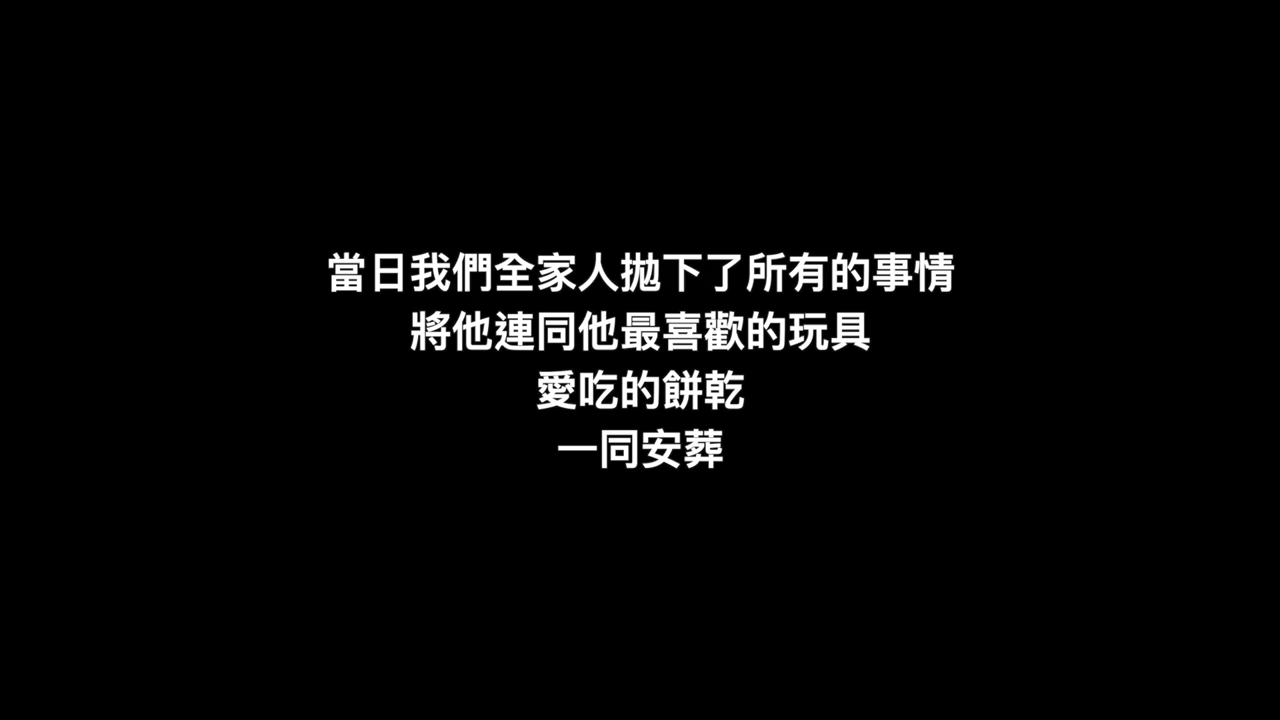 當日我們全家人拋下了所有的事情
將他連同他最喜歡的玩具
愛吃的餅乾
一同安葬